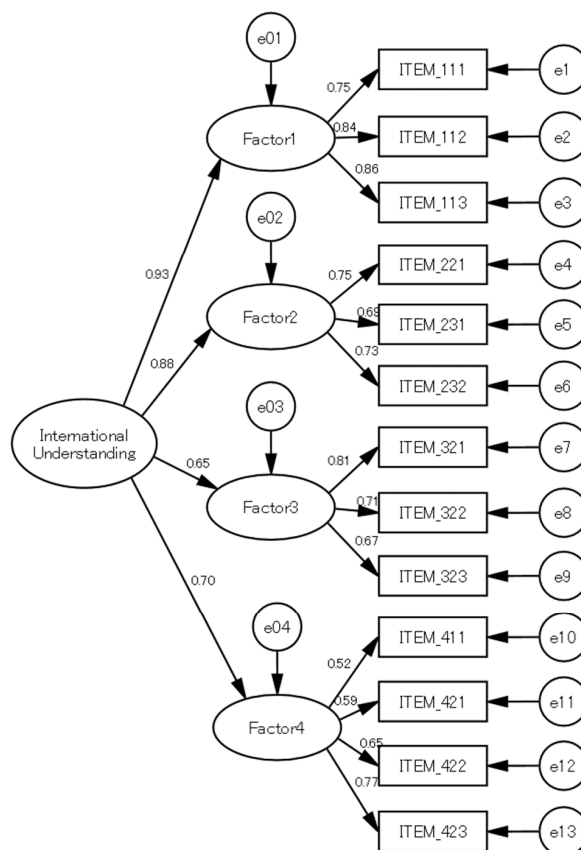 e01
ITEM_111
e1
0.75
Factor1
0.84
ITEM_112
e2
0.86
ITEM_113
e3
e02
0.93
0.75
ITEM_221
e4
Factor2
0.69
ITEM_231
e5
0.88
0.73
ITEM_232
e6
e03
International
Understanding
0.65
0.81
ITEM_321
e7
Factor3
0.71
ITEM_322
e8
0.67
ITEM_323
e9
0.70
e04
0.52
ITEM_411
e10
Factor4
0.59
ITEM_421
e11
0.65
ITEM_422
e12
0.77
ITEM_423
e13